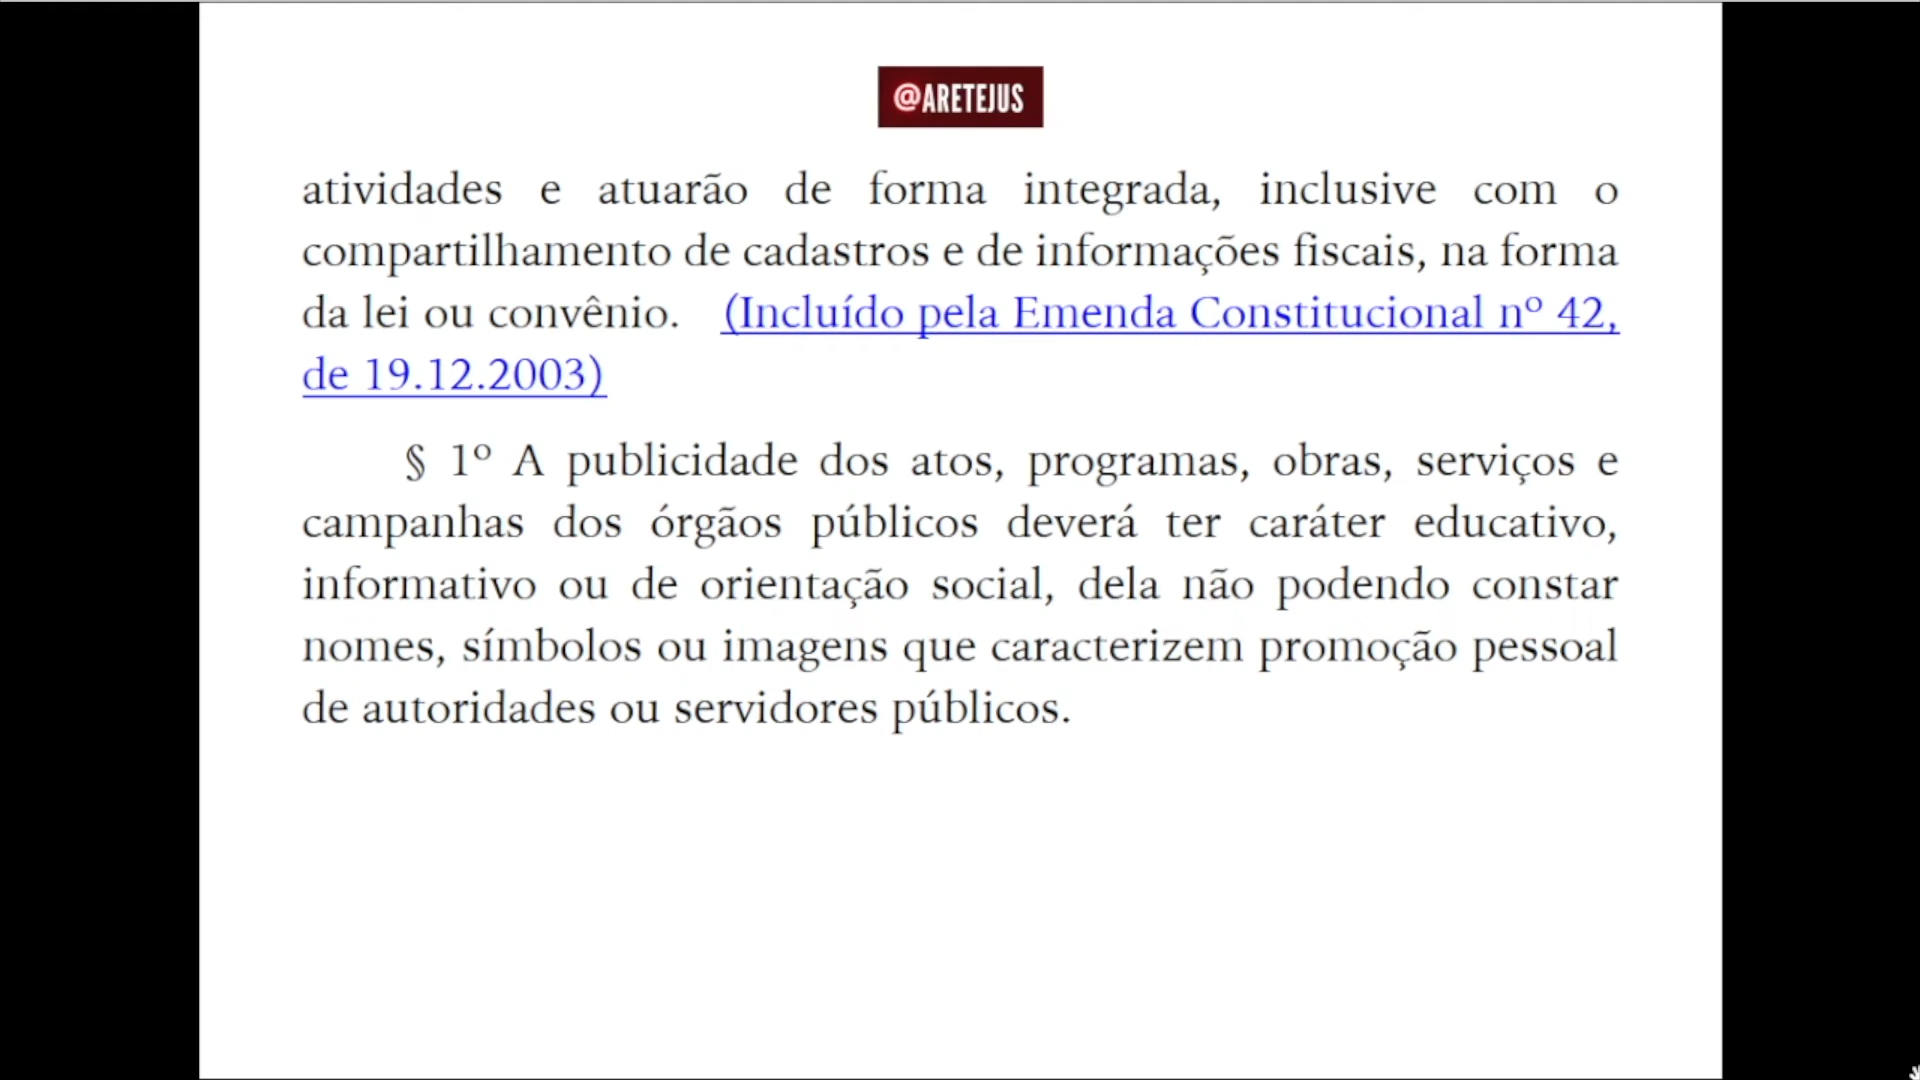 @ARETEJUS
atividades e atuarão de forma integrada, inclusive com o
compartilhamento de cadastros e de informações fiscais, na forma
da lei ou convênio. (Incluído pela Emenda Constitucional nº 42,
de 19.12.2003)
§ 1º A publicidade dos atos, programas, obras, serviços e
campanhas dos órgãos públicos deverá ter caráter educativo,
informativo ou de orientação social, dela não podendo constar
nomes, símbolos ou imagens que caracterizem promoção pessoal
de autoridades ou servidores públicos.